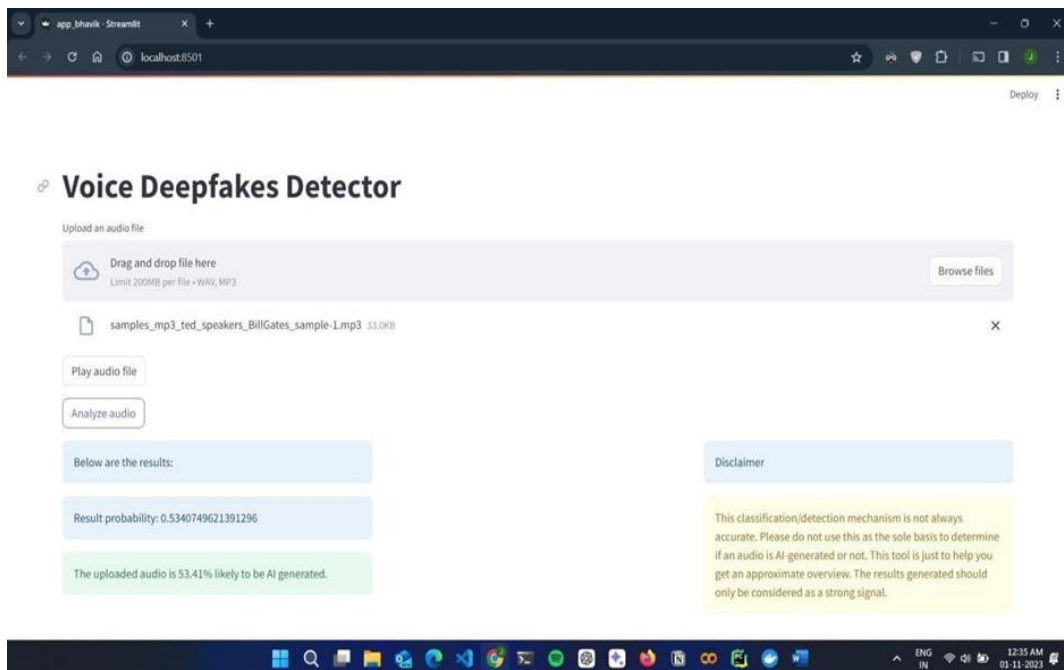 app_bhavik · Streamlit
localhost:8501
Deploy
Voice Deepfakes Detector
Upload an audio file
Drag and drop file here
Limit 200MB per file • WAV, MP3
Browse files
samples_mp3_ted_speakers_BillGates_sample-1.mp3 33.0KB
Play audio file
Analyze audio
Below are the results:
Result probability: 0.5340749621391296
The uploaded audio is 53.41% likely to be AI generated.
Disclaimer
This classification/detection mechanism is not always
accurate. Please do not use this as the sole basis to determine
if an audio is AI-generated or not. This tool is just to help you
get an approximate overview. The results generated should
only be considered as a strong signal.
J
ENG
IN
12:35 AM
01-11-2023